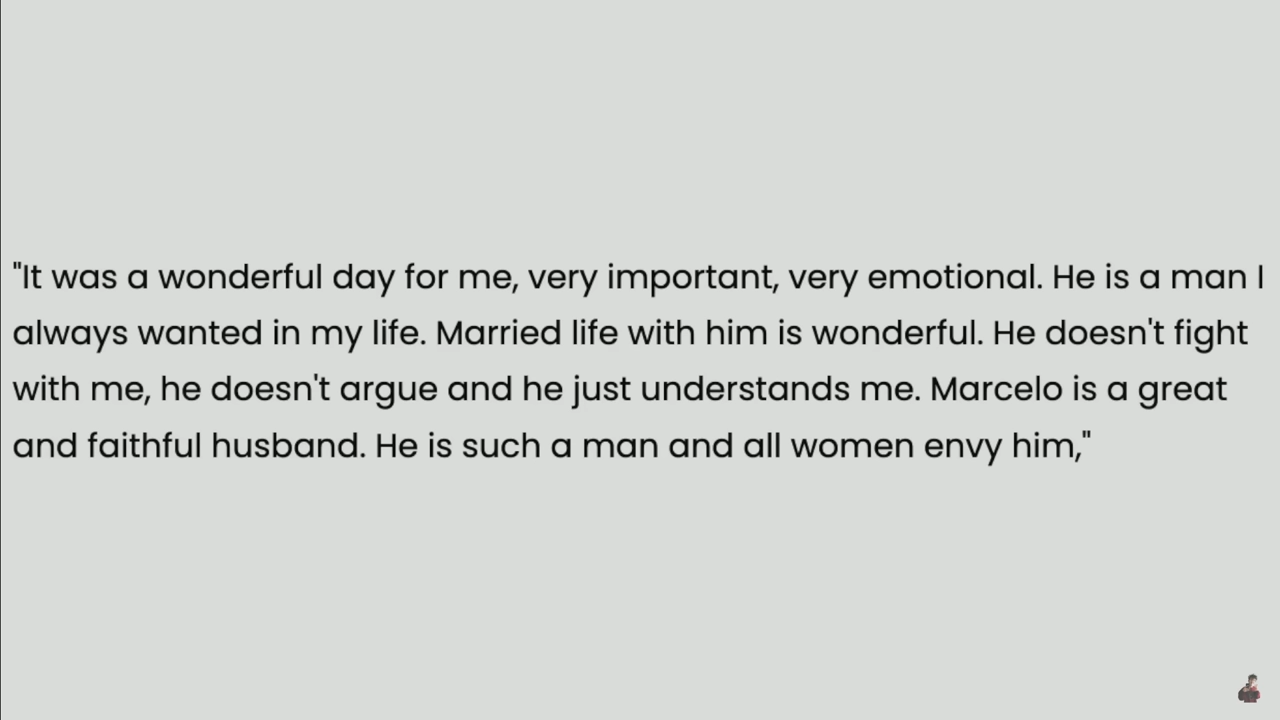 "It was a wonderful day for me, very important, very emotional. He is a man I
always wanted in my life. Married life with him is wonderful. He doesn't fight
with me, he doesn't argue and he just understands me. Marcelo is a great
and faithful husband. He is such a man and all women envy him,"